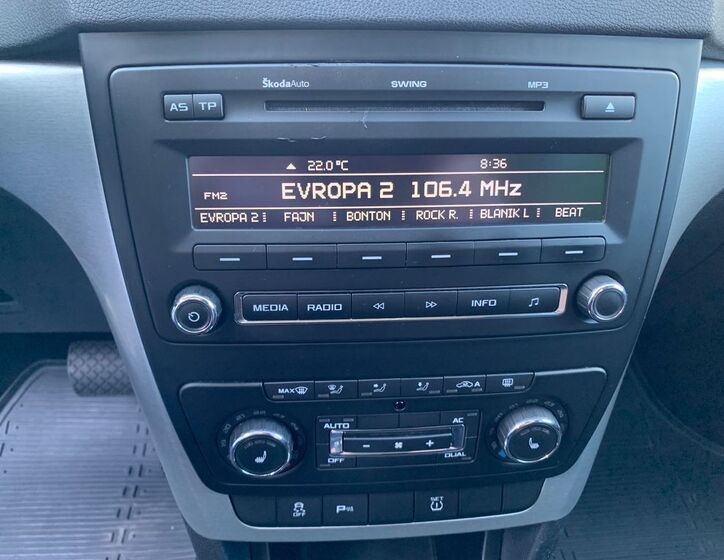 ŠkodaAuto SWING MP3
AS TP
22.0°C 8:36
FM2 EVROPA 2 106.4 MHz
EVROPA 2 FAJN BONTON ROCK R. BLANIK L BEAT
MEDIA RADIO INFO
MAX A
AUTO AC
OFF DUAL
OFF P SET